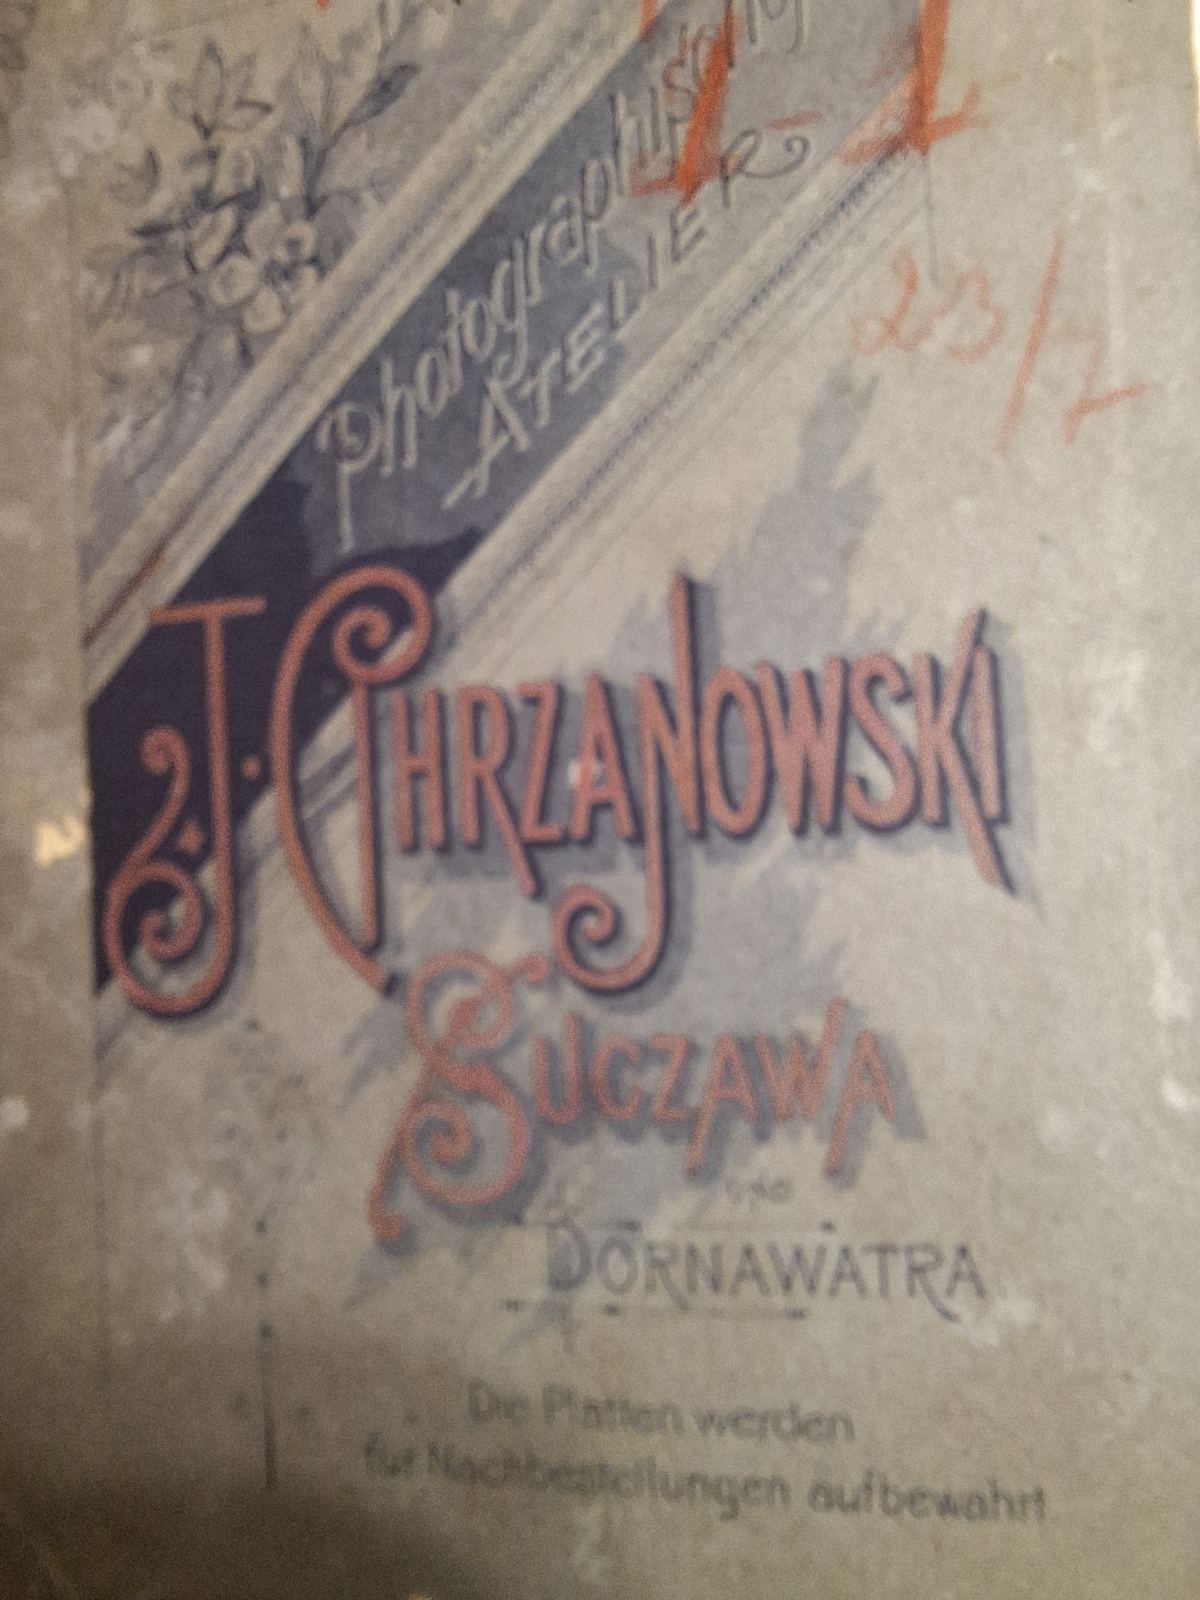 Photographisches
ATELIER
23/7
J. CHRZANOWSKI
SUCZAWA
und
DORNAWATRA
Die Platten werden
für Nachbestellungen aufbewahrt